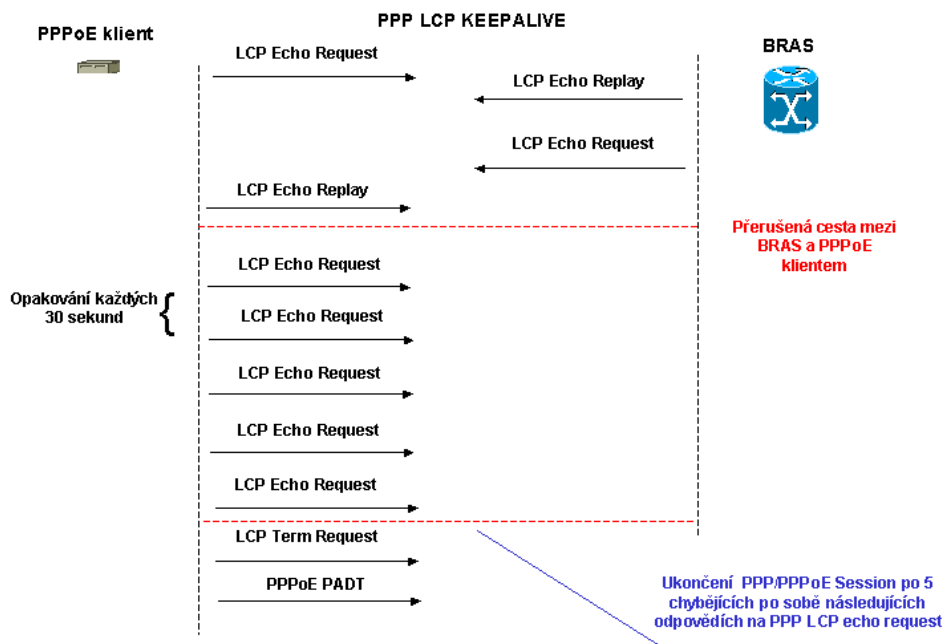 PPP LCP KEEPALIVE
PPPoE klient
BRAS
LCP Echo Request
LCP Echo Replay
LCP Echo Request
LCP Echo Replay
Přerušená cesta mezi
BRAS a PPPoE
klientem
LCP Echo Request
Opakování každých
30 sekund
LCP Echo Request
LCP Echo Request
LCP Echo Request
LCP Echo Request
LCP Term Request
PPPoE PADT
Ukončení PPP/PPPoE Session po 5
chybějících po sobě následujících
odpovědích na PPP LCP echo request